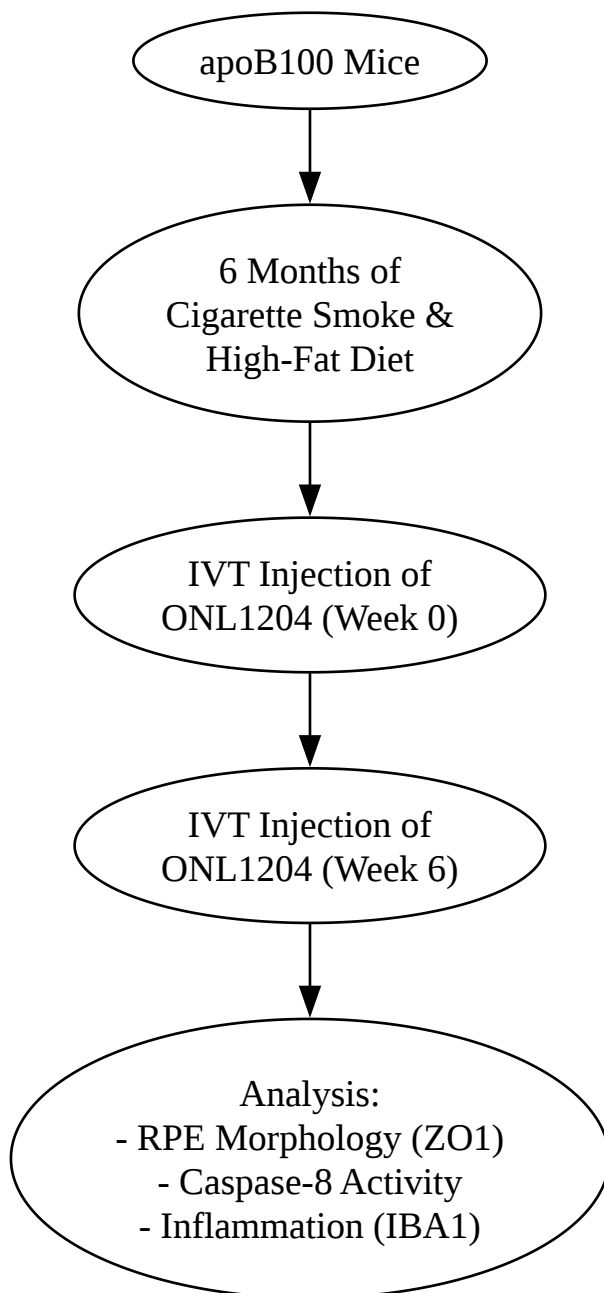 apoB100 Mice
6 Months of
Cigarette Smoke &
High-Fat Diet
IVT Injection of
ONL1204 (Week 0)
IVT Injection of
ONL1204 (Week 6)
Analysis:
- RPE Morphology (ZO1)
- Caspase-8 Activity
- Inflammation (IBA1)